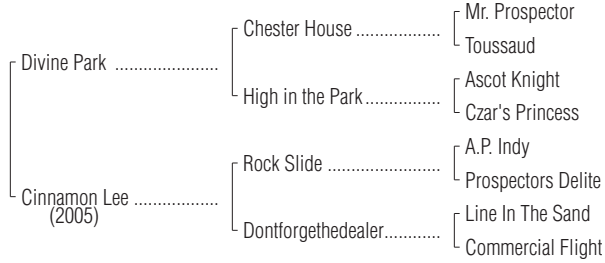 Mr. Prospector
Chester House ..................
Toussaud
Divine Park ......................
Ascot Knight
High in the Park................
Czar's Princess
A.P. Indy
Rock Slide ........................
Prospectors Delite
Cinnamon Lee ..................
(2005)
Line In The Sand
Dontforgethedealer............
Commercial Flight